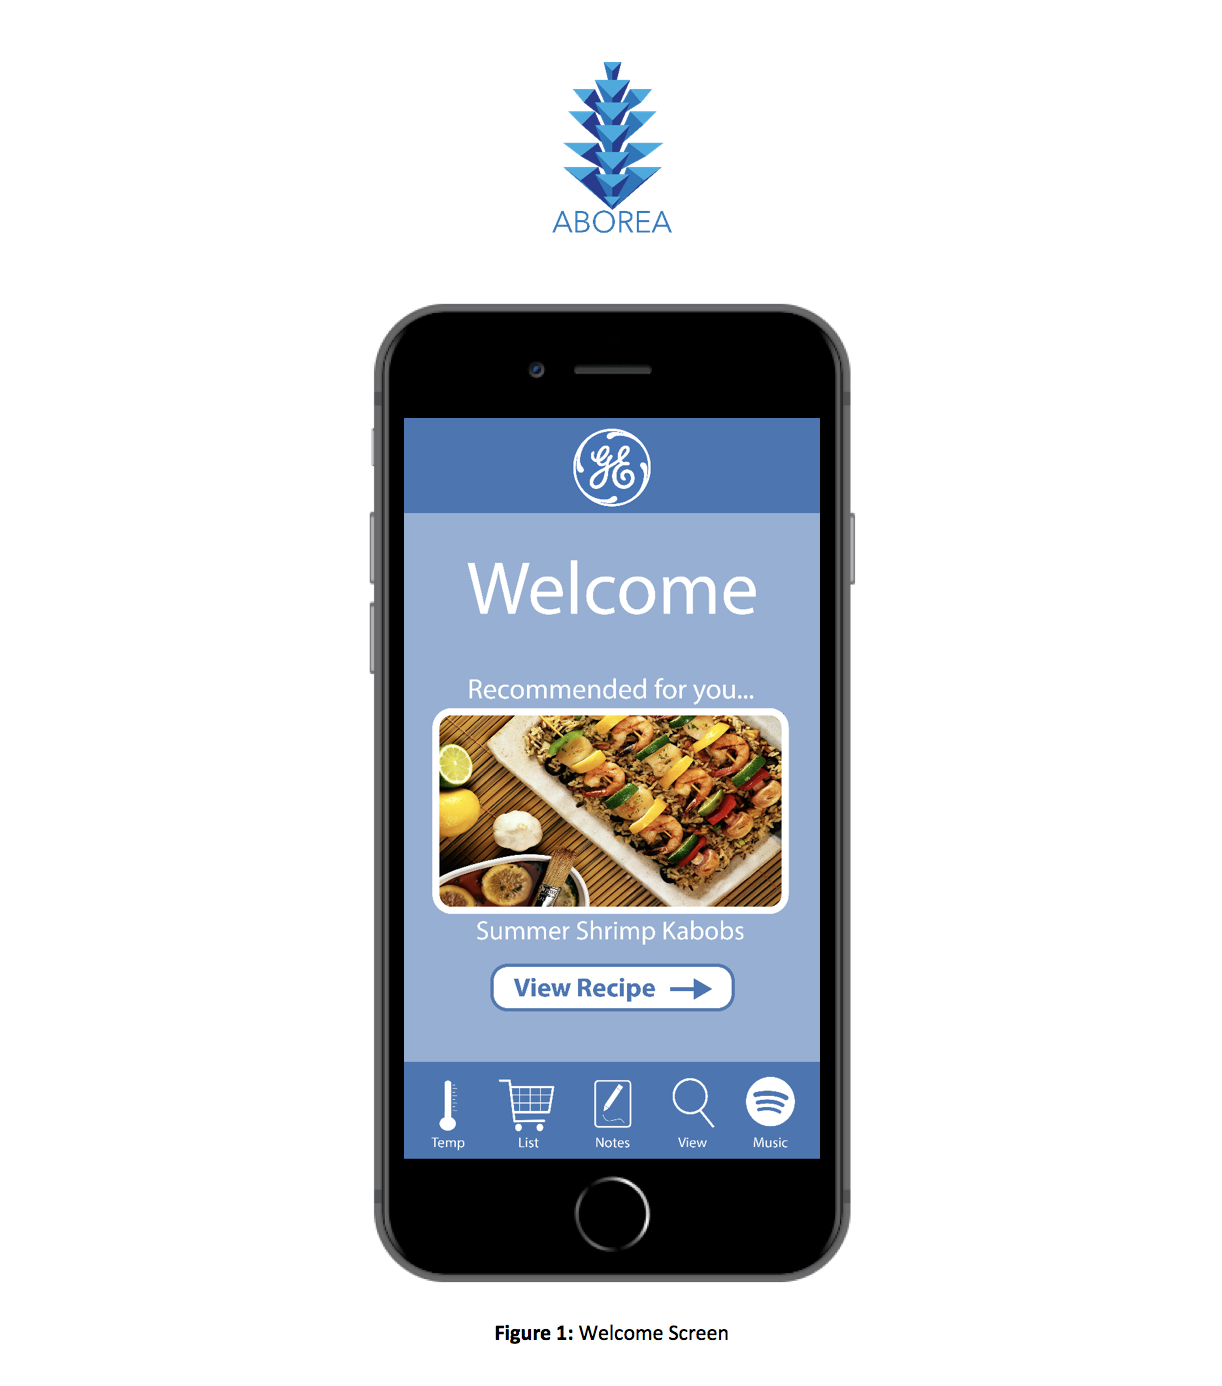 ABOREA
GE
Welcome
Recommended for you...
Summer Shrimp Kabobs
View Recipe
Temp List Notes View Music
Figure 1: Welcome Screen